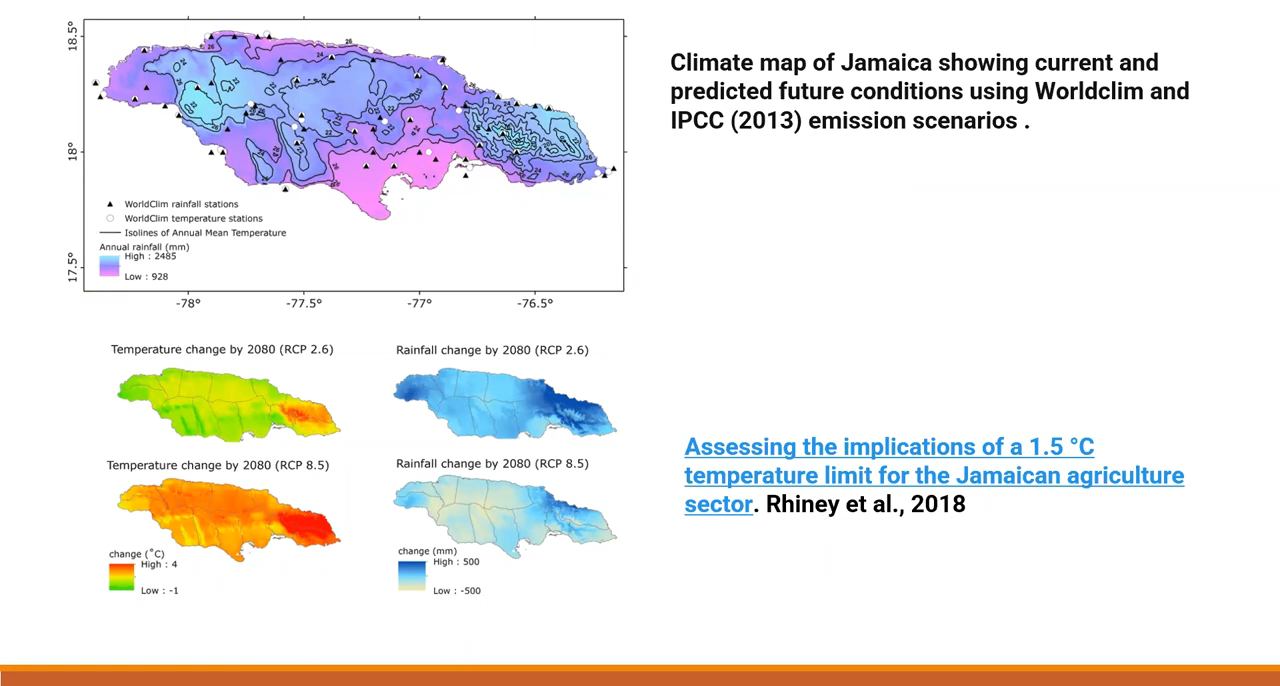 Climate map of Jamaica showing current and
predicted future conditions using Worldclim and
IPCC (2013) emission scenarios .
18.5°
18°
17.5°
-78°
-77.5°
-77°
-76.5°
WorldClim rainfall stations
WorldClim temperature stations
Isolines of Annual Mean Temperature
Annual rainfall (mm)
High : 2485
Low : 928
Temperature change by 2080 (RCP 2.6)
Rainfall change by 2080 (RCP 2.6)
Temperature change by 2080 (RCP 8.5)
Rainfall change by 2080 (RCP 8.5)
change (˚C)
High : 4
Low : -1
change (mm)
High : 500
Low : -500
Assessing the implications of a 1.5 °C
temperature limit for the Jamaican agriculture
sector. Rhiney et al., 2018